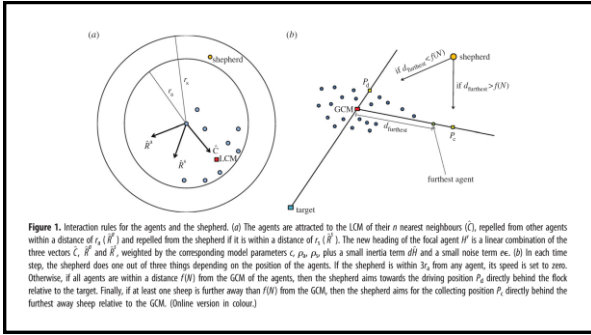 (a)
(b)
shepherd
shepherd
r_s
r_a
if d_furthest < f(N)
P_d
if d_furthest > f(N)
GCM
d_furthest
Ĉ
LCM
R̂^a
R̂^s
P_c
furthest agent
target
Figure 1. Interaction rules for the agents and the shepherd. (a) The agents are attracted to the LCM of their n nearest neighbours (Ĉ), repelled from other agents
within a distance of r_a (R̂^a) and repelled from the shepherd if it is within a distance of r_s (R̂^s). The new heading of the focal agent H' is a linear combination of the
three vectors Ĉ, R̂^a and R̂^s, weighted by the corresponding model parameters c, ρ_a, ρ_s, plus a small inertia term dĤ and a small noise term eϵ. (b) In each time
step, the shepherd does one out of three things depending on the position of the agents. If the shepherd is within 3r_a from any agent, its speed is set to zero.
Otherwise, if all agents are within a distance f(N) from the GCM of the agents, then the shepherd aims towards the driving position P_d directly behind the flock
relative to the target. Finally, if at least one sheep is further away than f(N) from the GCM, then the shepherd aims for the collecting position P_c directly behind the
furthest away sheep relative to the GCM. (Online version in colour.)